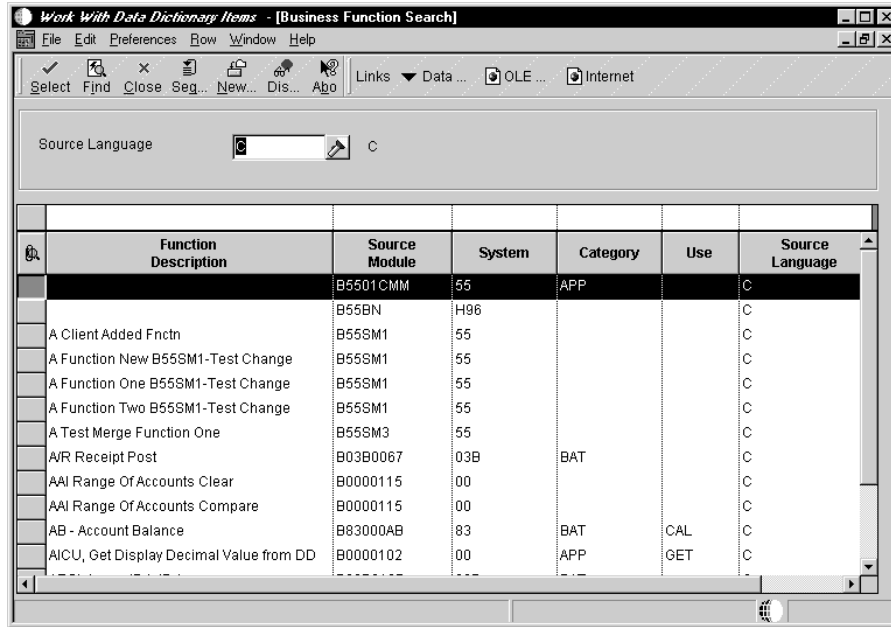 Work With Data Dictionary Items - [Business Function Search]
File Edit Preferences Row Window Help
Select Find Close Seq... New... Dis... Abo Links Data ... OLE ... Internet
Source Language C C
Function Description Source Module System Category Use Source Language
B5501CMM 55 APP C
B55BN H96 C
A Client Added Fnctn B55SM1 55 C
A Function New B55SM1-Test Change B55SM1 55 C
A Function One B55SM1-Test Change B55SM1 55 C
A Function Two B55SM1-Test Change B55SM1 55 C
A Test Merge Function One B55SM3 55 C
A/R Receipt Post B03B0067 03B BAT C
AAI Range Of Accounts Clear B0000115 00 C
AAI Range Of Accounts Compare B0000115 00 C
AB - Account Balance B83000AB 83 BAT CAL C
AICU, Get Display Decimal Value from DD B0000102 00 APP GET C